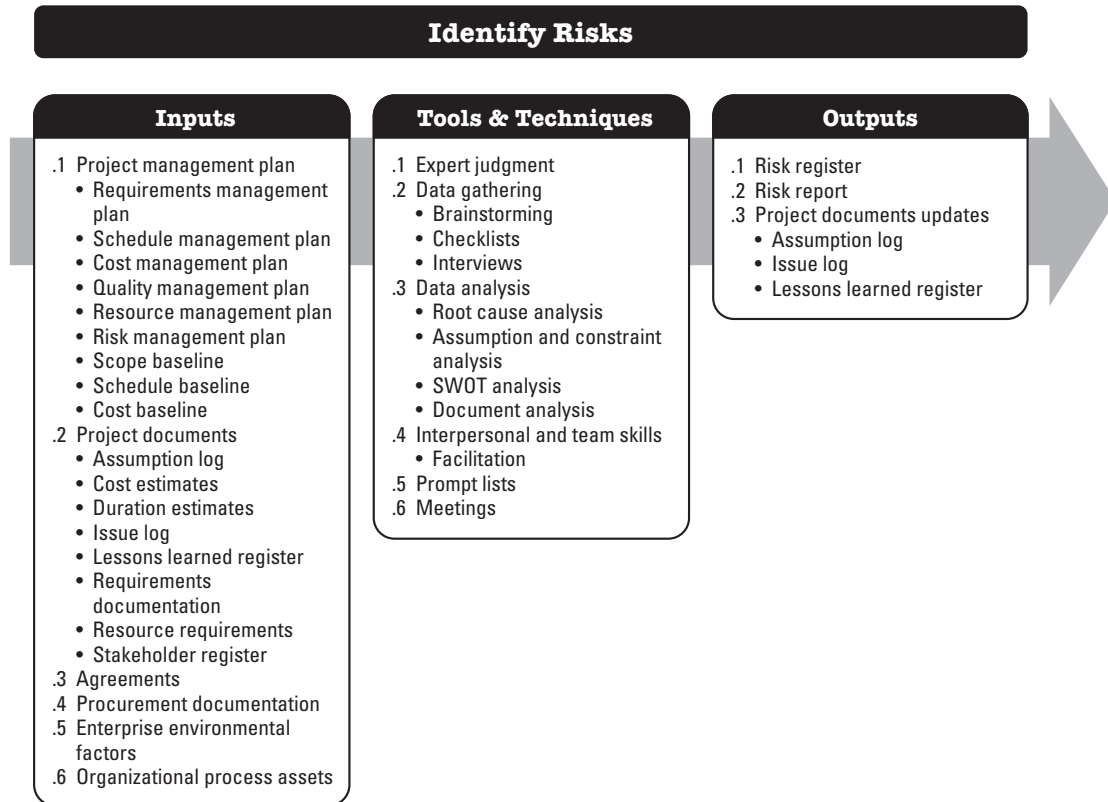 Identify Risks
Inputs
.1 Project management plan
• Requirements management
plan
• Schedule management plan
• Cost management plan
• Quality management plan
• Resource management plan
• Risk management plan
• Scope baseline
• Schedule baseline
• Cost baseline
.2 Project documents
• Assumption log
• Cost estimates
• Duration estimates
• Issue log
• Lessons learned register
• Requirements
documentation
• Resource requirements
• Stakeholder register
.3 Agreements
.4 Procurement documentation
.5 Enterprise environmental
factors
.6 Organizational process assets
Tools & Techniques
.1 Expert judgment
.2 Data gathering
• Brainstorming
• Checklists
• Interviews
.3 Data analysis
• Root cause analysis
• Assumption and constraint
analysis
• SWOT analysis
• Document analysis
.4 Interpersonal and team skills
• Facilitation
.5 Prompt lists
.6 Meetings
Outputs
.1 Risk register
.2 Risk report
.3 Project documents updates
• Assumption log
• Issue log
• Lessons learned register